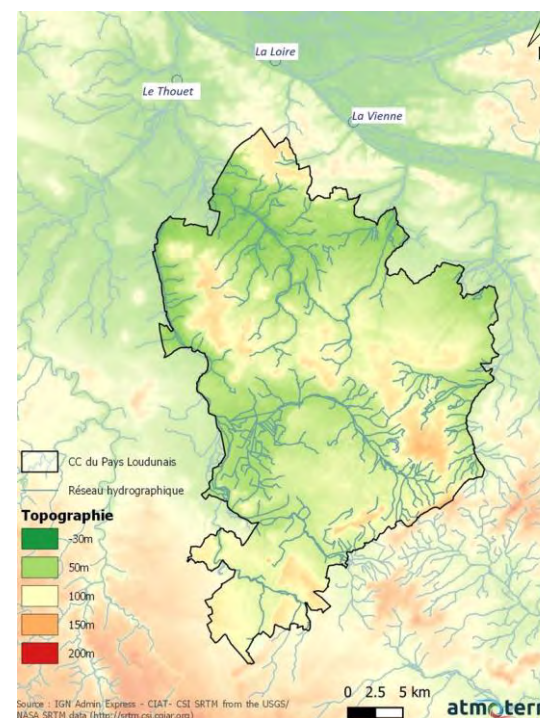 La Loire
Le Thouet
La Vienne
CC du Pays Loudunais
Réseau hydrographique
Topographie
-30m
50m
100m
150m
200m
Source : IGN Admin Express - CIAT- CSI SRTM from the USGS/
NASA SRTM data (http://srtm.csi.cgiar.org)
0 2.5 5 km
atmoterr